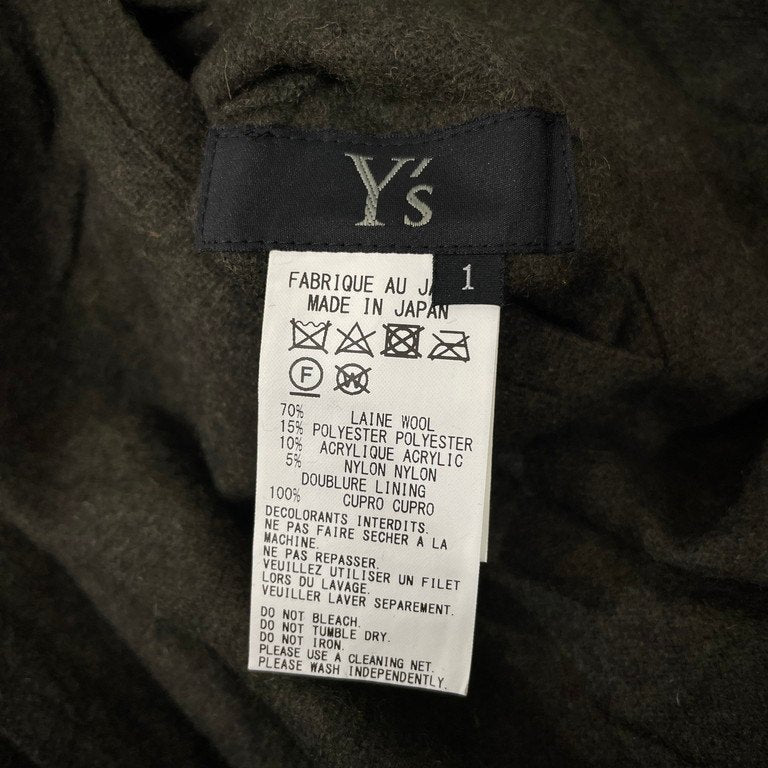 Y's
1
FABRIQUE AU JA
MADE IN JAPAN
F W
70% LAINE WOOL
15% POLYESTER POLYESTER
10% ACRYLIQUE ACRYLIC
5% NYLON NYLON
DOUBLURE LINING
100% CUPRO CUPRO
DECOLORANTS INTERDITS.
NE PAS FAIRE SECHER A LA
MACHINE.
NE PAS REPASSER.
VEUILLEZ UTILISER UN FILET
LORS DU LAVAGE.
VEUILLER LAVER SEPAREMENT.
DO NOT BLEACH.
DO NOT TUMBLE DRY.
DO NOT IRON.
PLEASE USE A CLEANING NET.
PLEASE WASH INDEPENDENTLY.